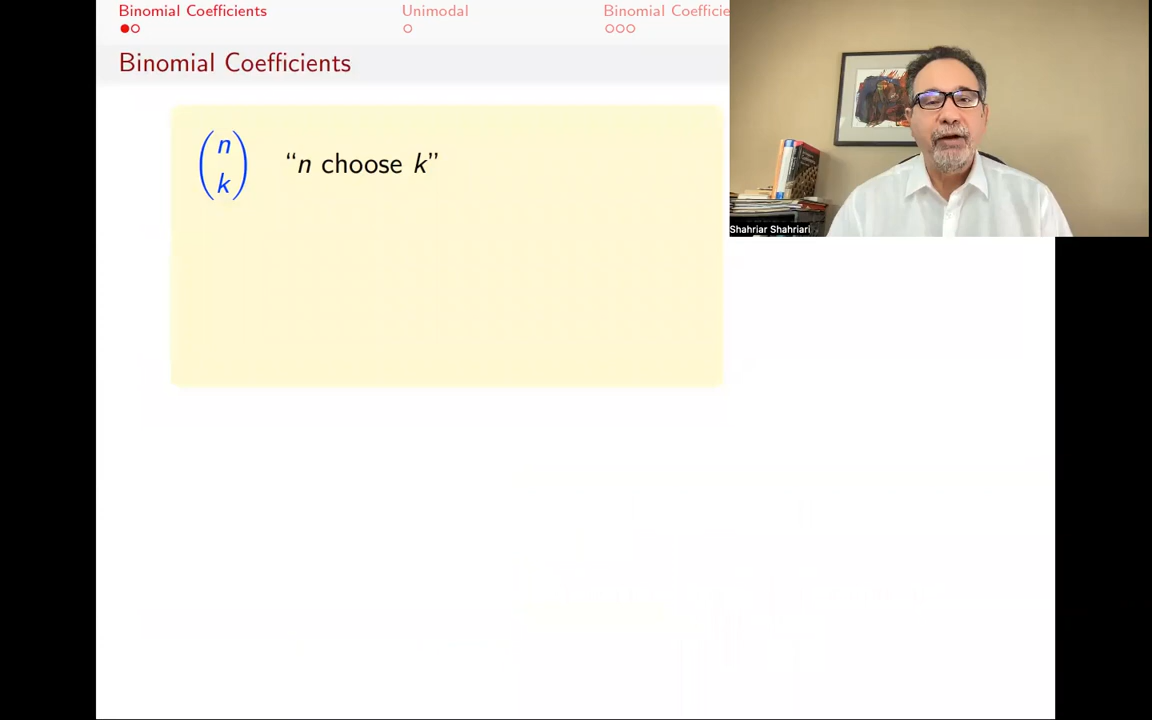 Binomial Coefficients Unimodal Binomial Coefficie
Binomial Coefficients
(n k) “n choose k”
Shahriar Shahriari